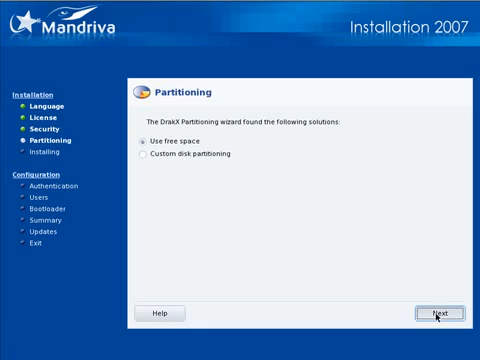 Mandriva
Installation 2007
Installation
Language
License
Security
Partitioning
Installing
Configuration
Authentication
Users
Bootloader
Summary
Updates
Exit
Partitioning
The DrakX Partitioning wizard found the following solutions:
Use free space
Custom disk partitioning
Help
Next